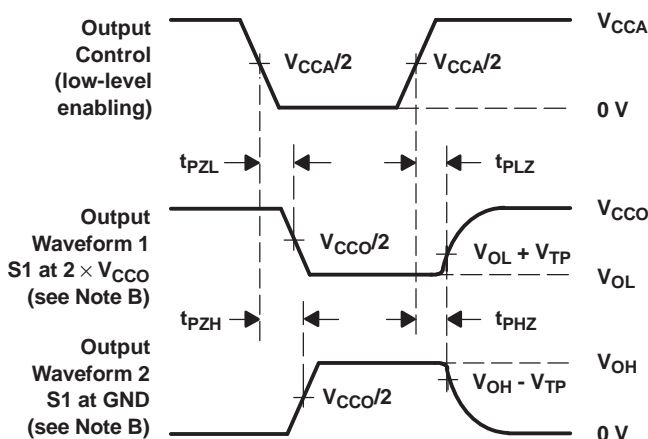 Output
Control
(low-level
enabling)
V_CCA/2
V_CCA/2
V_CCA
0 V
t_PZL
t_PLZ
Output
Waveform 1
S1 at 2 × V_CCO
(see Note B)
V_CCO/2
V_CCO
V_OL + V_TP
V_OL
t_PZH
t_PHZ
Output
Waveform 2
S1 at GND
(see Note B)
V_CCO/2
V_OH
V_OH - V_TP
0 V